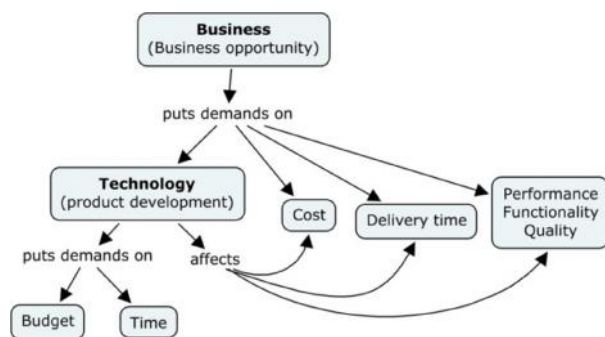 Business
(Business opportunity)
puts demands on
Technology
(product development)
Cost
Delivery time
Performance
Functionality
Quality
puts demands on
affects
Budget
Time